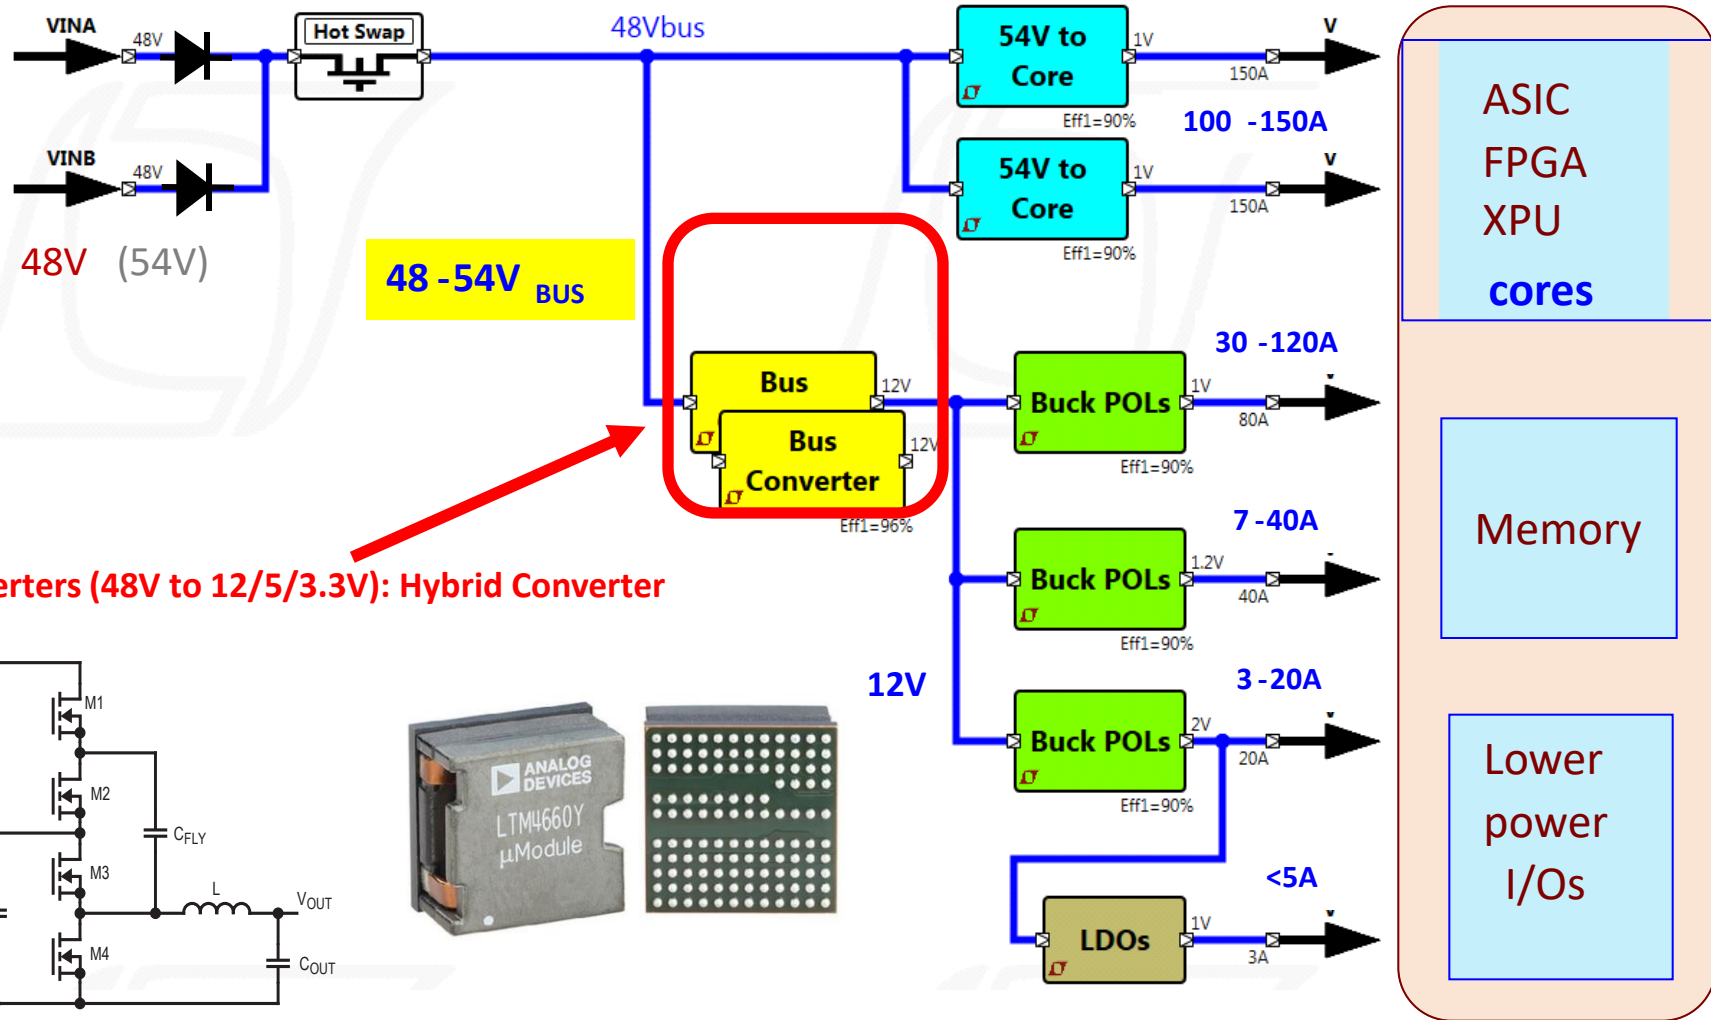 VINA
48V
Hot Swap
48Vbus
54V to
Core
1V
150A
V
Eff1=90%
100 -150A
VINB
48V
54V to
Core
1V
150A
V
Eff1=90%
48V (54V)
48 -54V BUS
ASIC
FPGA
XPU
cores
30 -120A
Bus
12V
Bus
Converter
12V
Eff1=96%
Buck POLs
1V
80A
Eff1=90%
7 -40A
Buck POLs
1.2V
40A
Eff1=90%
Memory
erters (48V to 12/5/3.3V): Hybrid Converter
12V
3 -20A
Buck POLs
2V
20A
Eff1=90%
<5A
LDOs
1V
3A
Lower
power
I/Os
M1
M2
CFLY
M3
L
VOUT
M4
COUT
ANALOG
DEVICES
LTM4660Y
µModule